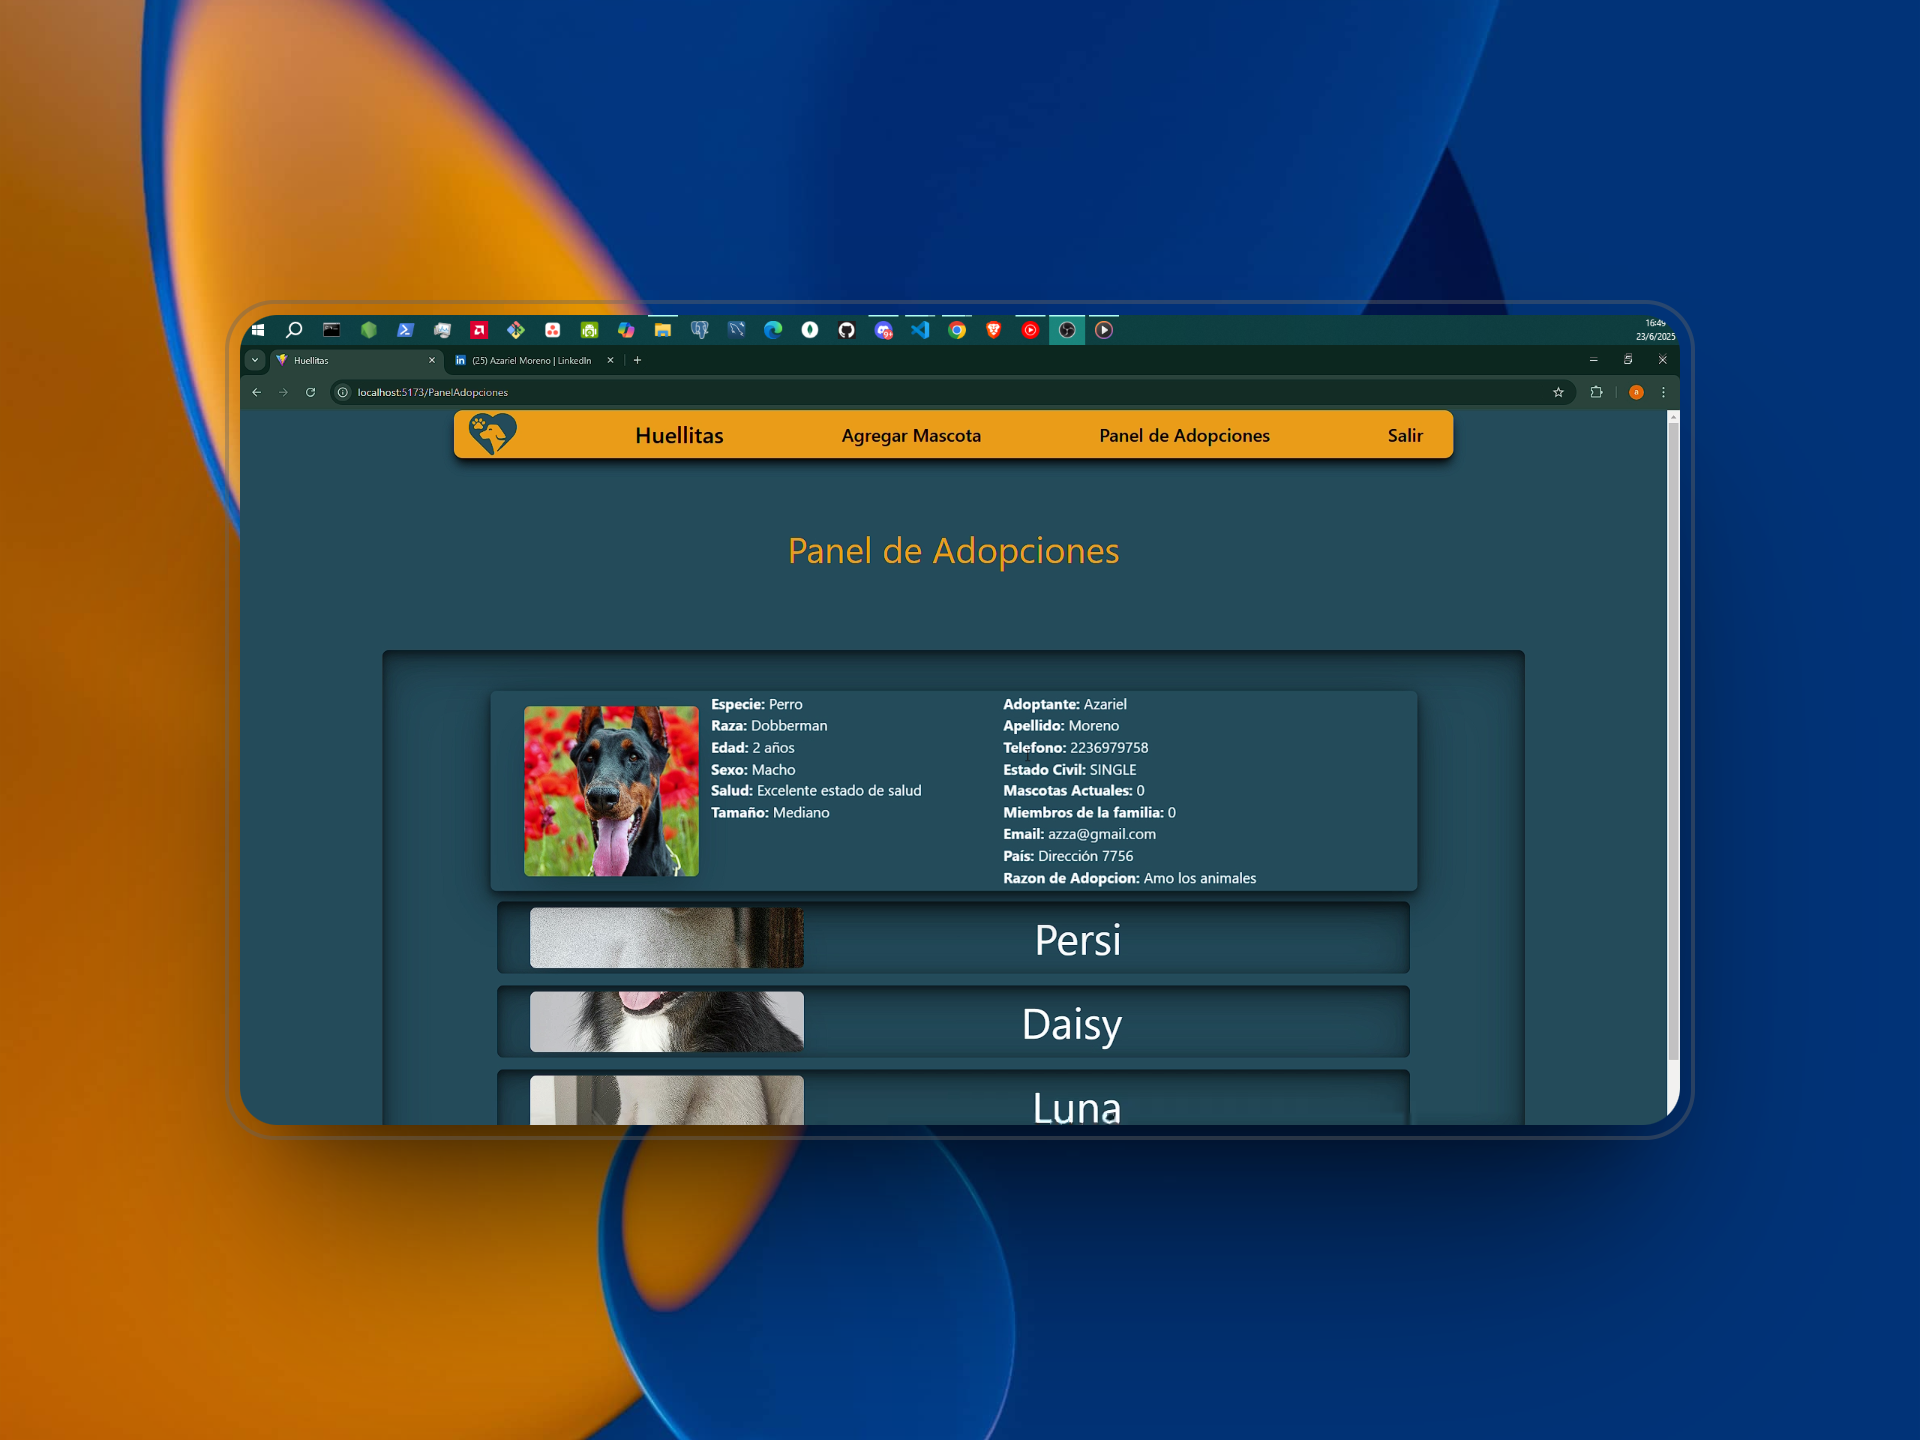 16:49
23/6/2025
Huellitas
(25) Azariel Moreno | LinkedIn
localhost:5173/PanelAdopciones
Huellitas
Agregar Mascota
Panel de Adopciones
Salir
Panel de Adopciones
Especie: Perro
Raza: Dobberman
Edad: 2 años
Sexo: Macho
Salud: Excelente estado de salud
Tamaño: Mediano
Adoptante: Azariel
Apellido: Moreno
Telefono: 2236979758
Estado Civil: SINGLE
Mascotas Actuales: 0
Miembros de la familia: 0
Email: azza@gmail.com
País: Dirección 7756
Razon de Adopcion: Amo los animales
Persi
Daisy
Luna